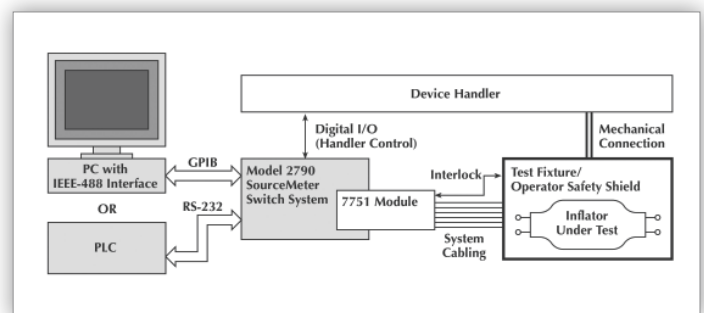 Device Handler
Digital I/O
(Handler Control)
Mechanical
Connection
PC with
IEEE-488 Interface
GPIB
Model 2790
SourceMeter
Switch System
Interlock
Test Fixture/
Operator Safety Shield
7751 Module
OR
RS-232
Inflator
Under Test
PLC
System
Cabling